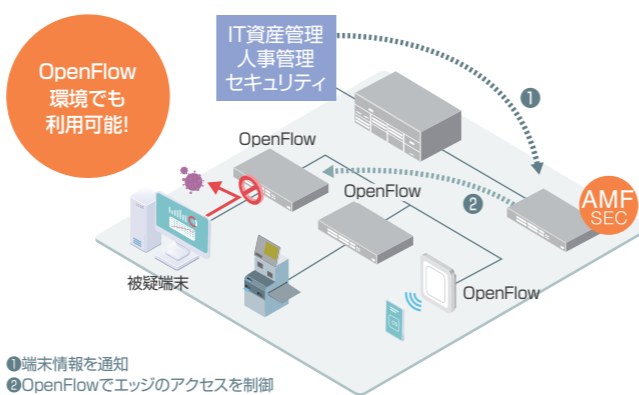 OpenFlow
環境でも
利用可能!
IT資産管理
人事管理
セキュリティ
❶
OpenFlow
OpenFlow
❷
AMF
SEC
被疑端末
OpenFlow
❶端末情報を通知
❷OpenFlowでエッジのアクセスを制御